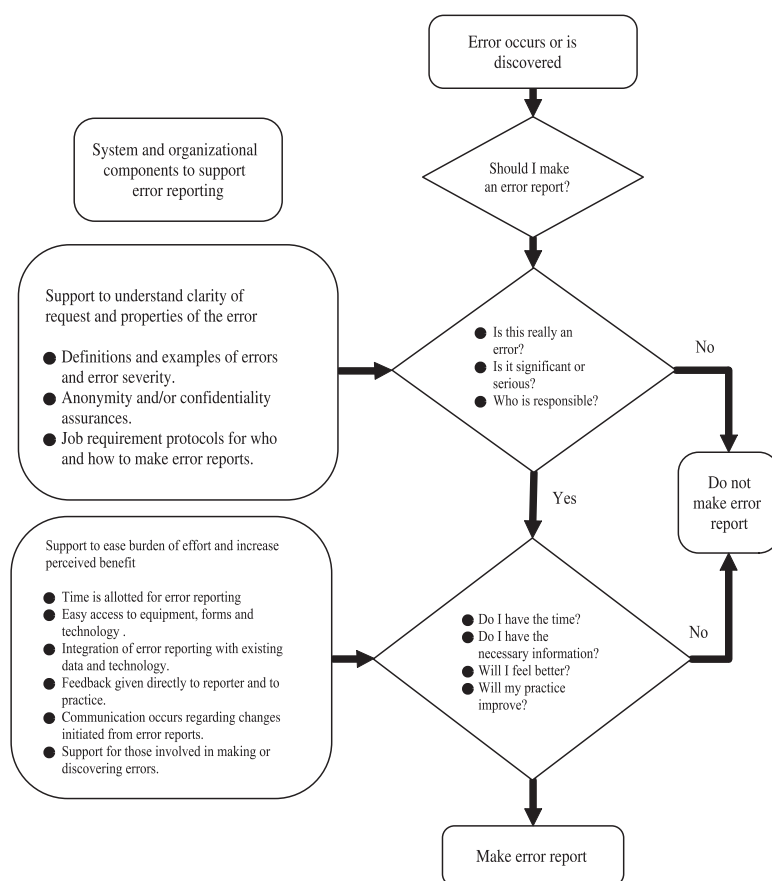 Error occurs or is
discovered
System and organizational
components to support
error reporting
Should I make
an error report?
Support to understand clarity of
request and properties of the error
● Definitions and examples of errors
and error severity.
● Anonymity and/or confidentiality
assurances.
● Job requirement protocols for who
and how to make error reports.
● Is this really an
error?
● Is it significant or
serious?
● Who is responsible?
No
Yes
Do not
make error
report
Support to ease burden of effort and increase
perceived benefit
● Time is allotted for error reporting
● Easy access to equipment, forms and
technology .
● Integration of error reporting with existing
data and technology.
● Feedback given directly to reporter and to
practice.
● Communication occurs regarding changes
initiated from error reports.
● Support for those involved in making or
discovering errors.
● Do I have the time?
● Do I have the
necessary information?
● Will I feel better?
● Will my practice
improve?
No
Make error report